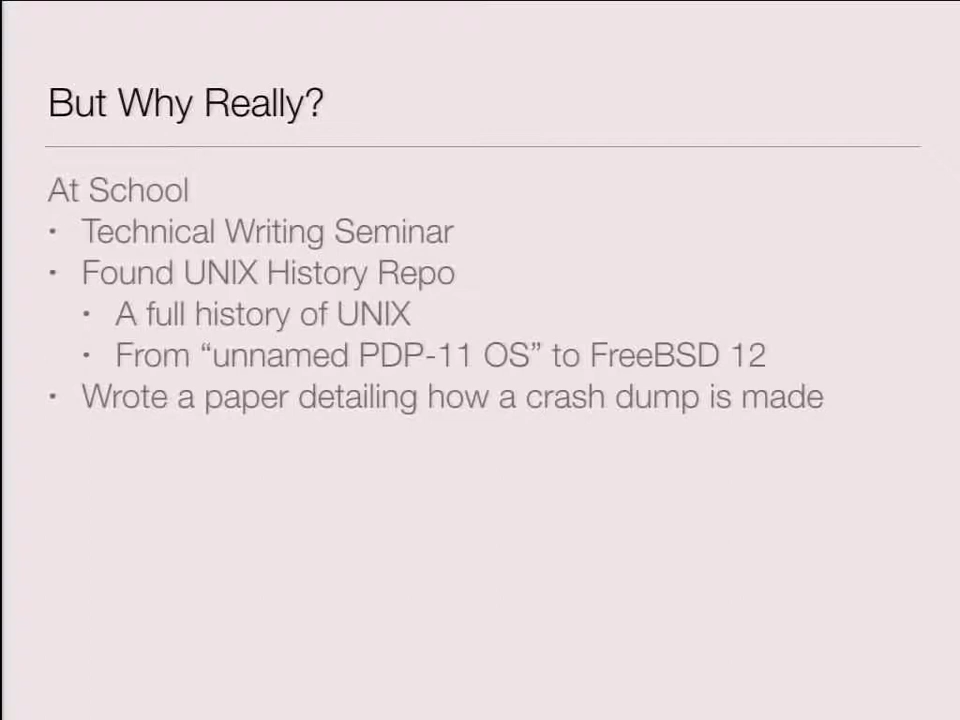 But Why Really?
At School
• Technical Writing Seminar
• Found UNIX History Repo
• A full history of UNIX
• From “unnamed PDP-11 OS” to FreeBSD 12
• Wrote a paper detailing how a crash dump is made